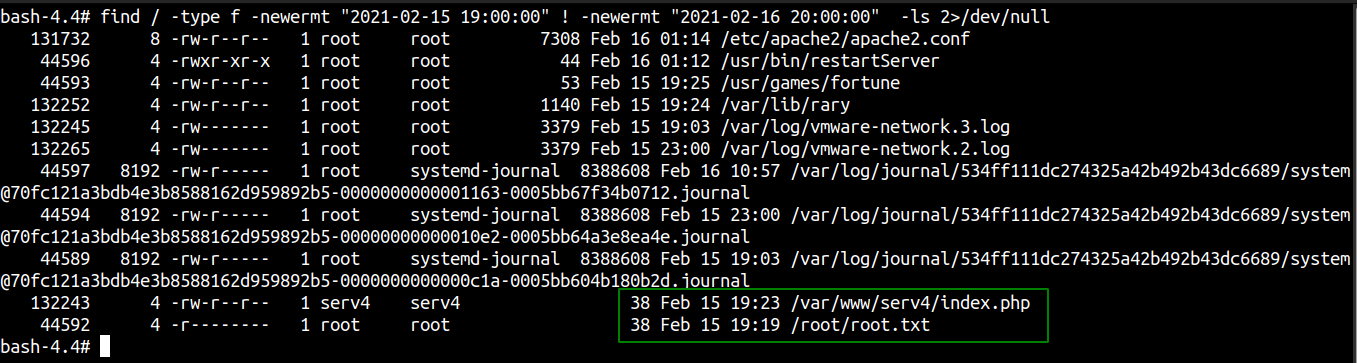 bash-4.4# find / -type f -newermt "2021-02-15 19:00:00" ! -newermt "2021-02-16 20:00:00"  -ls 2>/dev/null
   131732      8 -rw-r--r--   1 root     root         7308 Feb 16 01:14 /etc/apache2/apache2.conf
    44596      4 -rwxr-xr-x   1 root     root           44 Feb 16 01:12 /usr/bin/restartServer
    44593      4 -rw-r--r--   1 root     root           53 Feb 15 19:25 /usr/games/fortune
   132252      4 -rw-r--r--   1 root     root         1140 Feb 15 19:24 /var/lib/rary
   132245      4 -rw-------   1 root     root         3379 Feb 15 19:03 /var/log/vmware-network.3.log
   132265      4 -rw-------   1 root     root         3379 Feb 15 23:00 /var/log/vmware-network.2.log
    44597   8192 -rw-r-----   1 root     systemd-journal  8388608 Feb 16 10:57 /var/log/journal/534ff111dc274325a42b492b43dc6689/system
@70fc121a3bdb4e3b8588162d959892b5-0000000000001163-0005bb67f34b0712.journal
    44594   8192 -rw-r-----   1 root     systemd-journal  8388608 Feb 15 23:00 /var/log/journal/534ff111dc274325a42b492b43dc6689/system
@70fc121a3bdb4e3b8588162d959892b5-00000000000010e2-0005bb64a3e8ea4e.journal
    44589   8192 -rw-r-----   1 root     systemd-journal  8388608 Feb 15 19:03 /var/log/journal/534ff111dc274325a42b492b43dc6689/system
@70fc121a3bdb4e3b8588162d959892b5-0000000000000c1a-0005bb604b180b2d.journal
   132243      4 -rw-r--r--   1 serv4    serv4          38 Feb 15 19:23 /var/www/serv4/index.php
    44592      4 -r--------   1 root     root           38 Feb 15 19:19 /root/root.txt
bash-4.4#